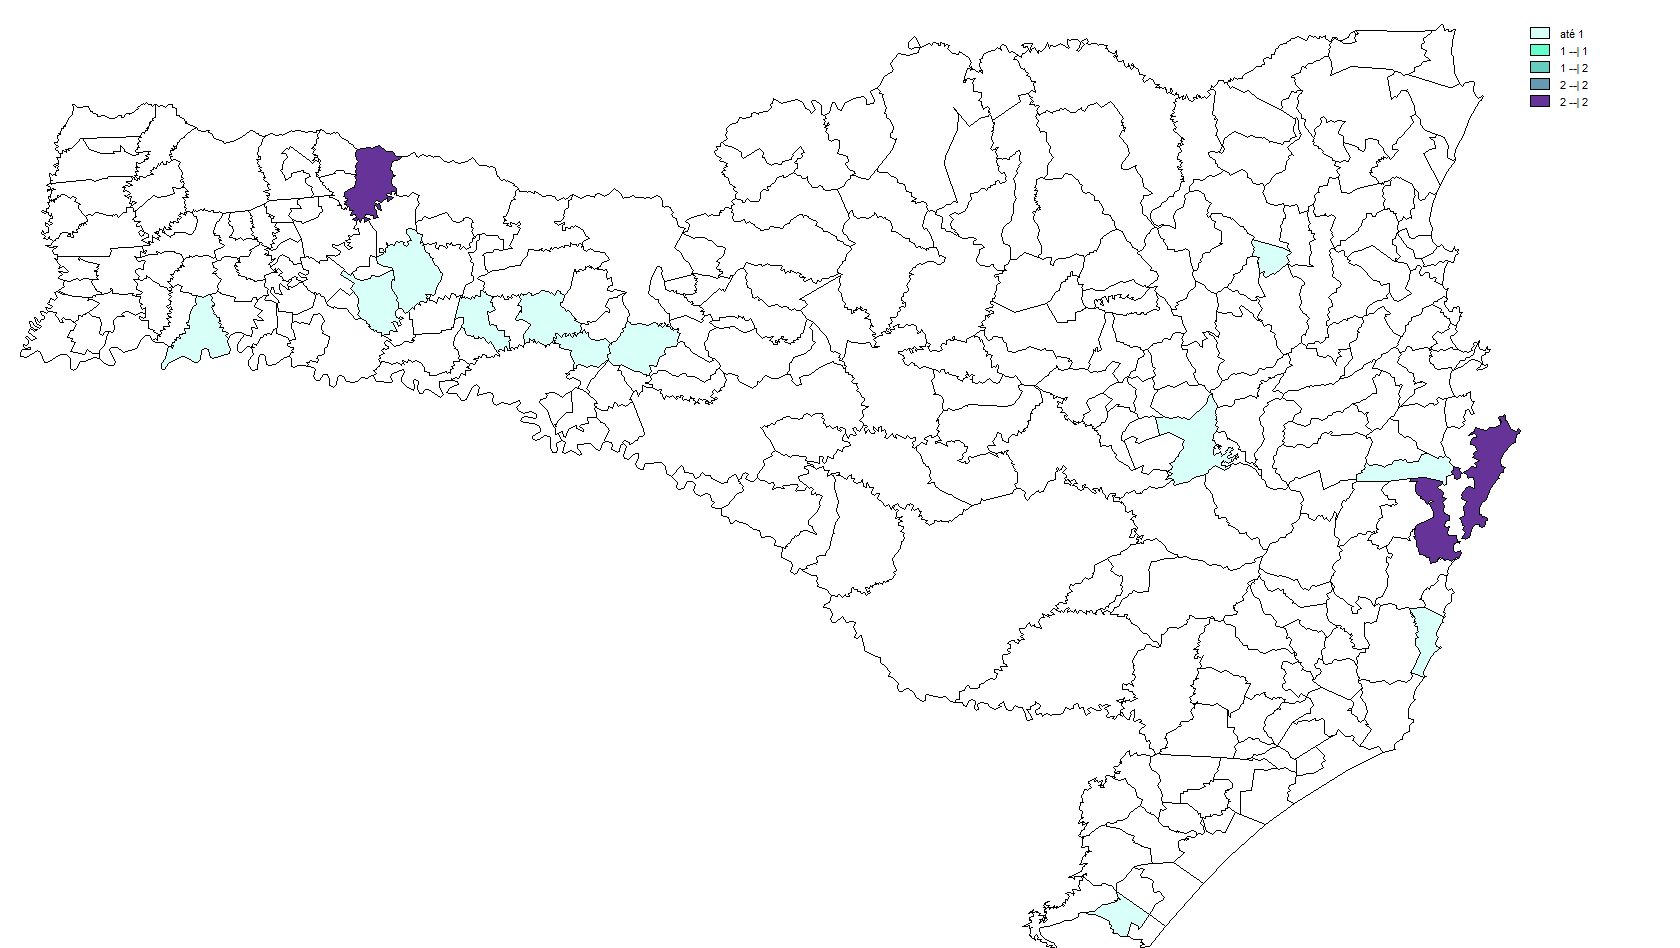 até 1
1 --| 1
1 --| 2
2 --| 2
2 --| 2